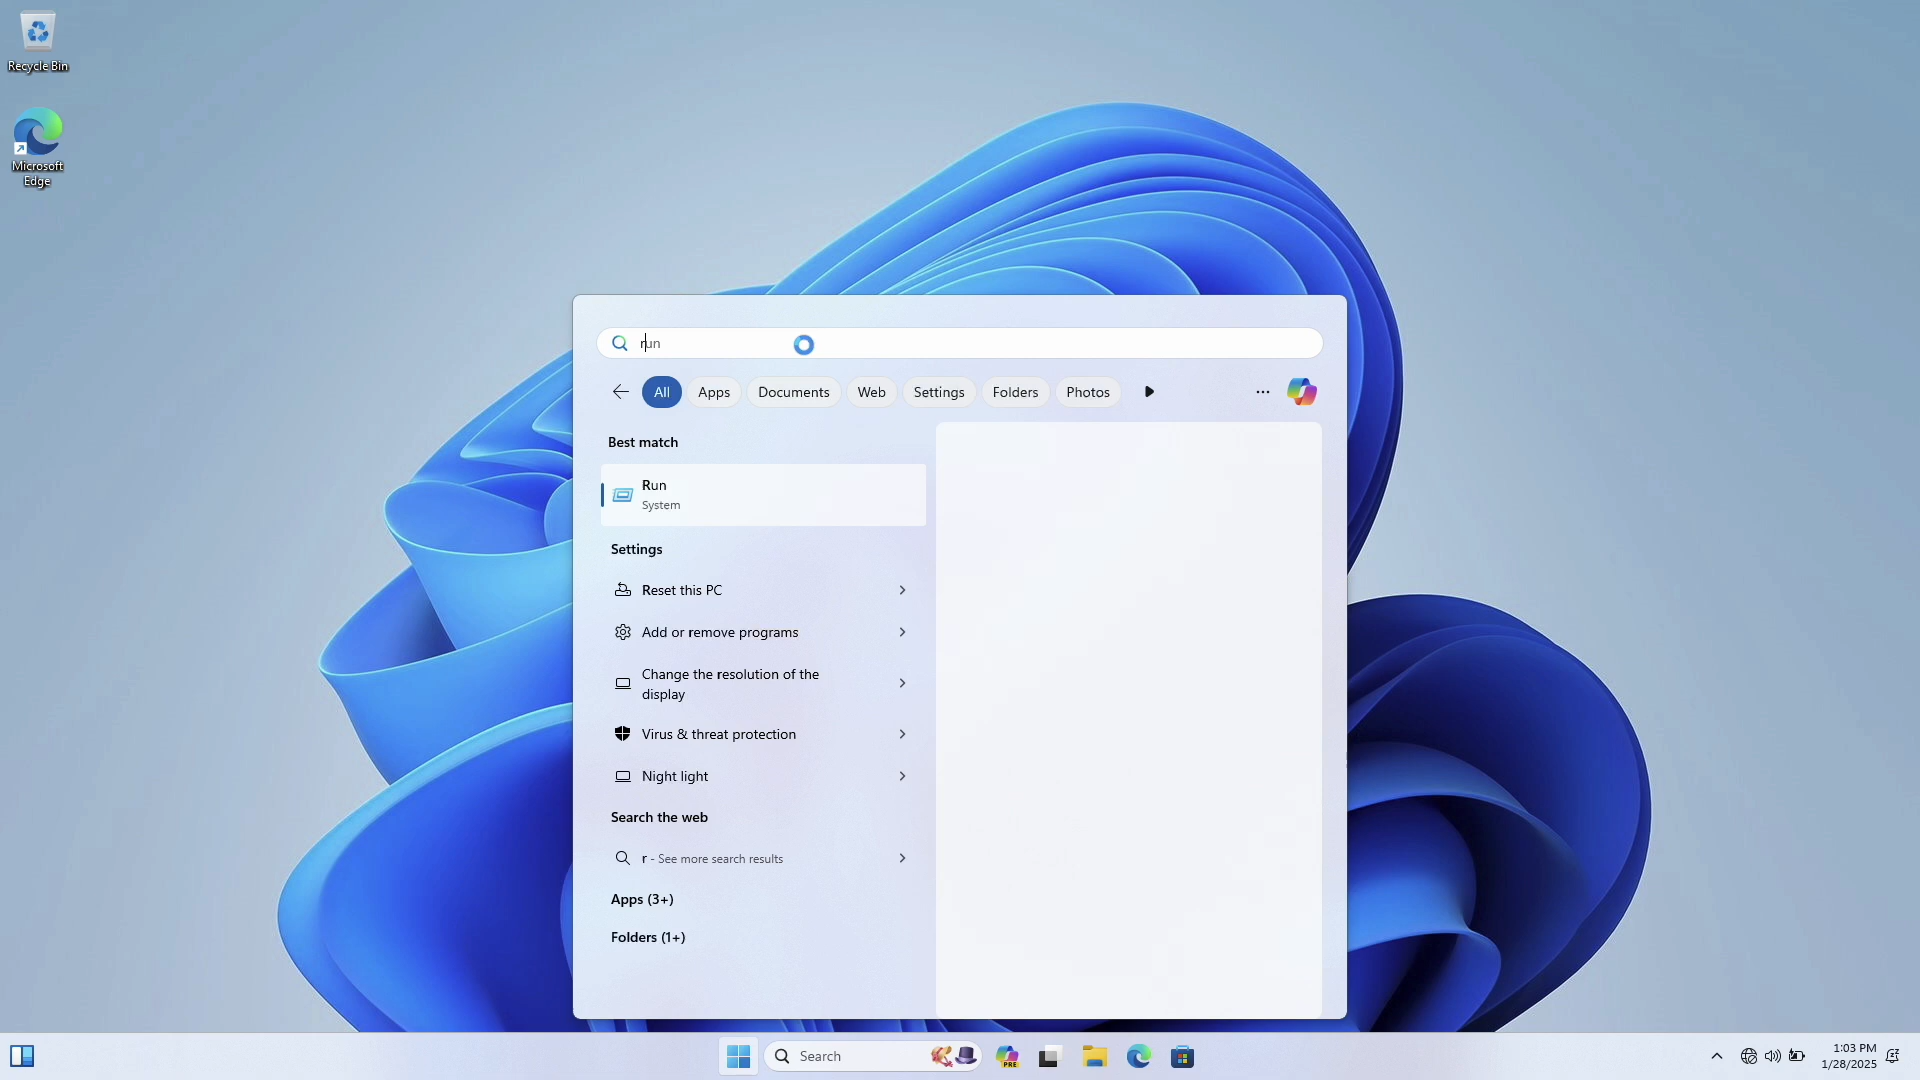 Recycle Bin
Microsoft
Edge
run
All
Apps
Documents
Web
Settings
Folders
Photos
Best match
Run
System
Settings
Reset this PC
Add or remove programs
Change the resolution of the
display
Virus & threat protection
Night light
Search the web
r - See more search results
Apps (3+)
Folders (1+)
Search
PRE
1:03 PM
1/28/2025